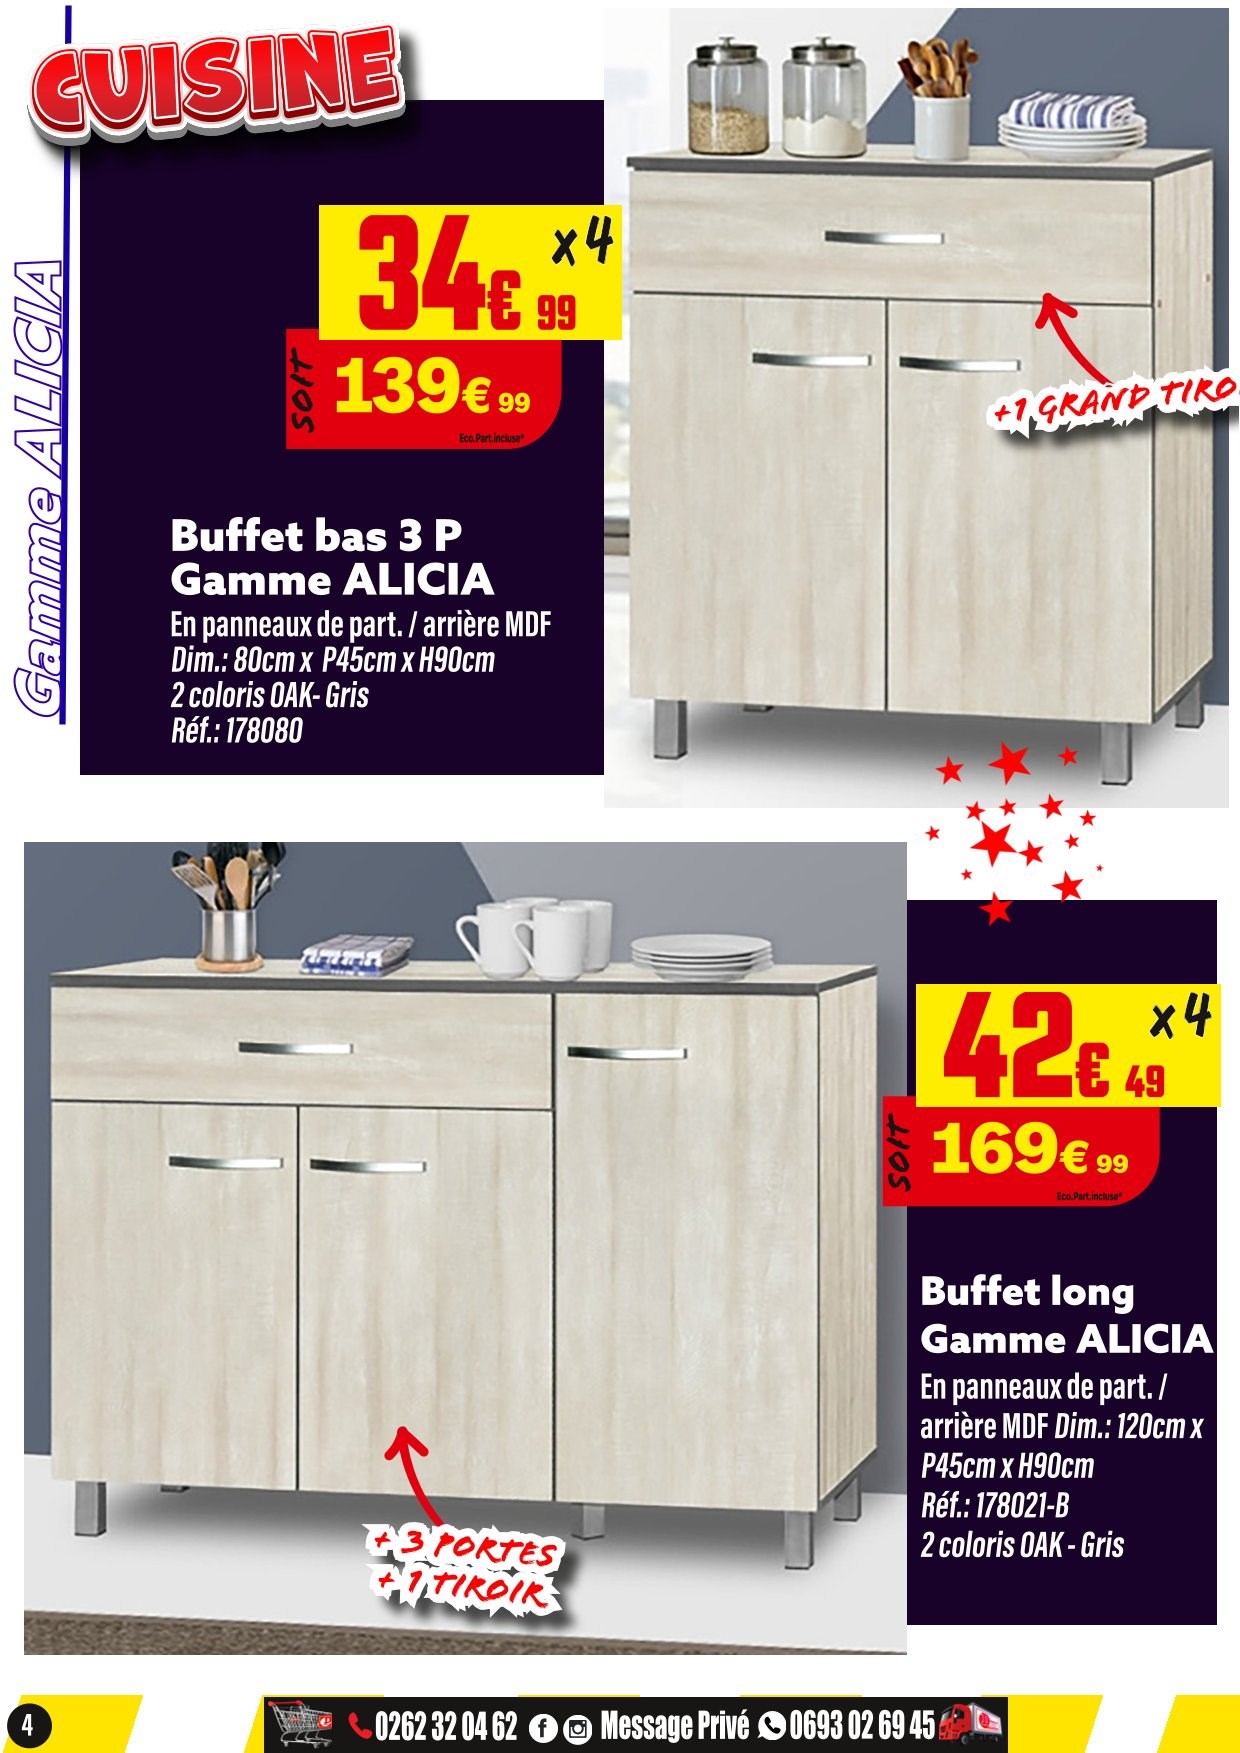 CUISINE
Gamme ALICIA
34€ 99 x4
SOIT 139€ 99
Eco.Part.incluse*
+1 GRAND TIRO
Buffet bas 3 P
Gamme ALICIA
En panneaux de part. / arrière MDF
Dim.: 80cm x P45cm x H90cm
2 coloris OAK- Gris
Réf.: 178080
42€ 49 x4
SOIT 169€ 99
Eco.Part.incluse*
Buffet long
Gamme ALICIA
En panneaux de part. /
arrière MDF Dim.: 120cm x
P45cm x H90cm
Réf.: 178021-B
2 coloris OAK - Gris
+ 3 PORTES
+ 1 TIROIR
4
0262 32 04 62 Message Privé 0693 02 69 45